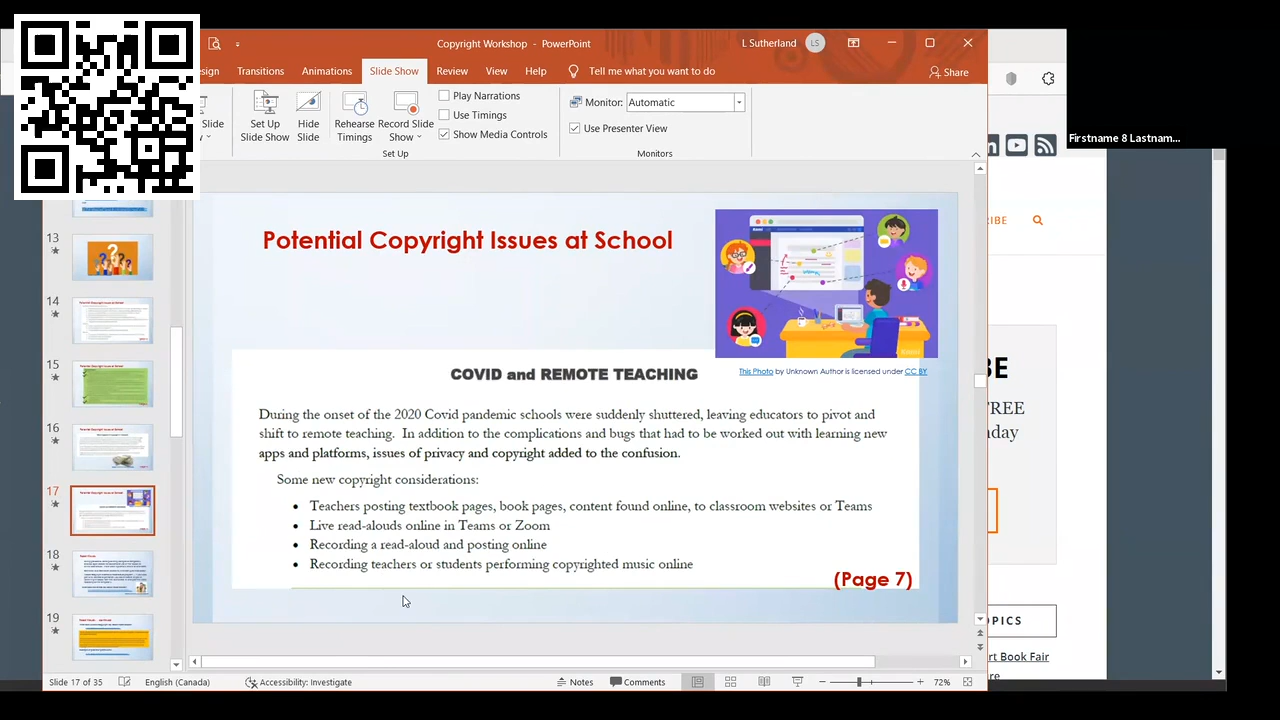 Copyright Workshop - PowerPoint
L Sutherland
LS
esign
Transitions
Animations
Slide Show
Review
View
Help
Tell me what you want to do
Share
Slide
Set Up
Slide Show
Hide
Slide
Rehearse
Timings
Record Slide
Show
Play Narrations
Use Timings
Show Media Controls
Set Up
Monitor:
Automatic
Use Presenter View
Monitors
Firstname 8 Lastnam...
RIBE
BE
FREE
nday
OPICS
rt Book Fair
re
13
14
15
16
17
18
19
Potential Copyright Issues at School
This Photo by Unknown Author is licensed under CC BY
COVID and REMOTE TEACHING
During the onset of the 2020 Covid pandemic schools were suddenly shuttered, leaving educators to pivot and
shift to remote teaching. In addition to the complications and bugs that had to be worked out with learning new
apps and platforms, issues of privacy and copyright added to the confusion.
Some new copyright considerations:
• Teachers posting textbook pages, book pages, content found online, to classroom websites or Teams
• Live read-alouds online in Teams or Zoom
• Recording a read-aloud and posting online
• Recording teachers or students performing copyrighted music online
(Page 7)
Slide 17 of 35
English (Canada)
Accessibility: Investigate
Notes
Comments
72%